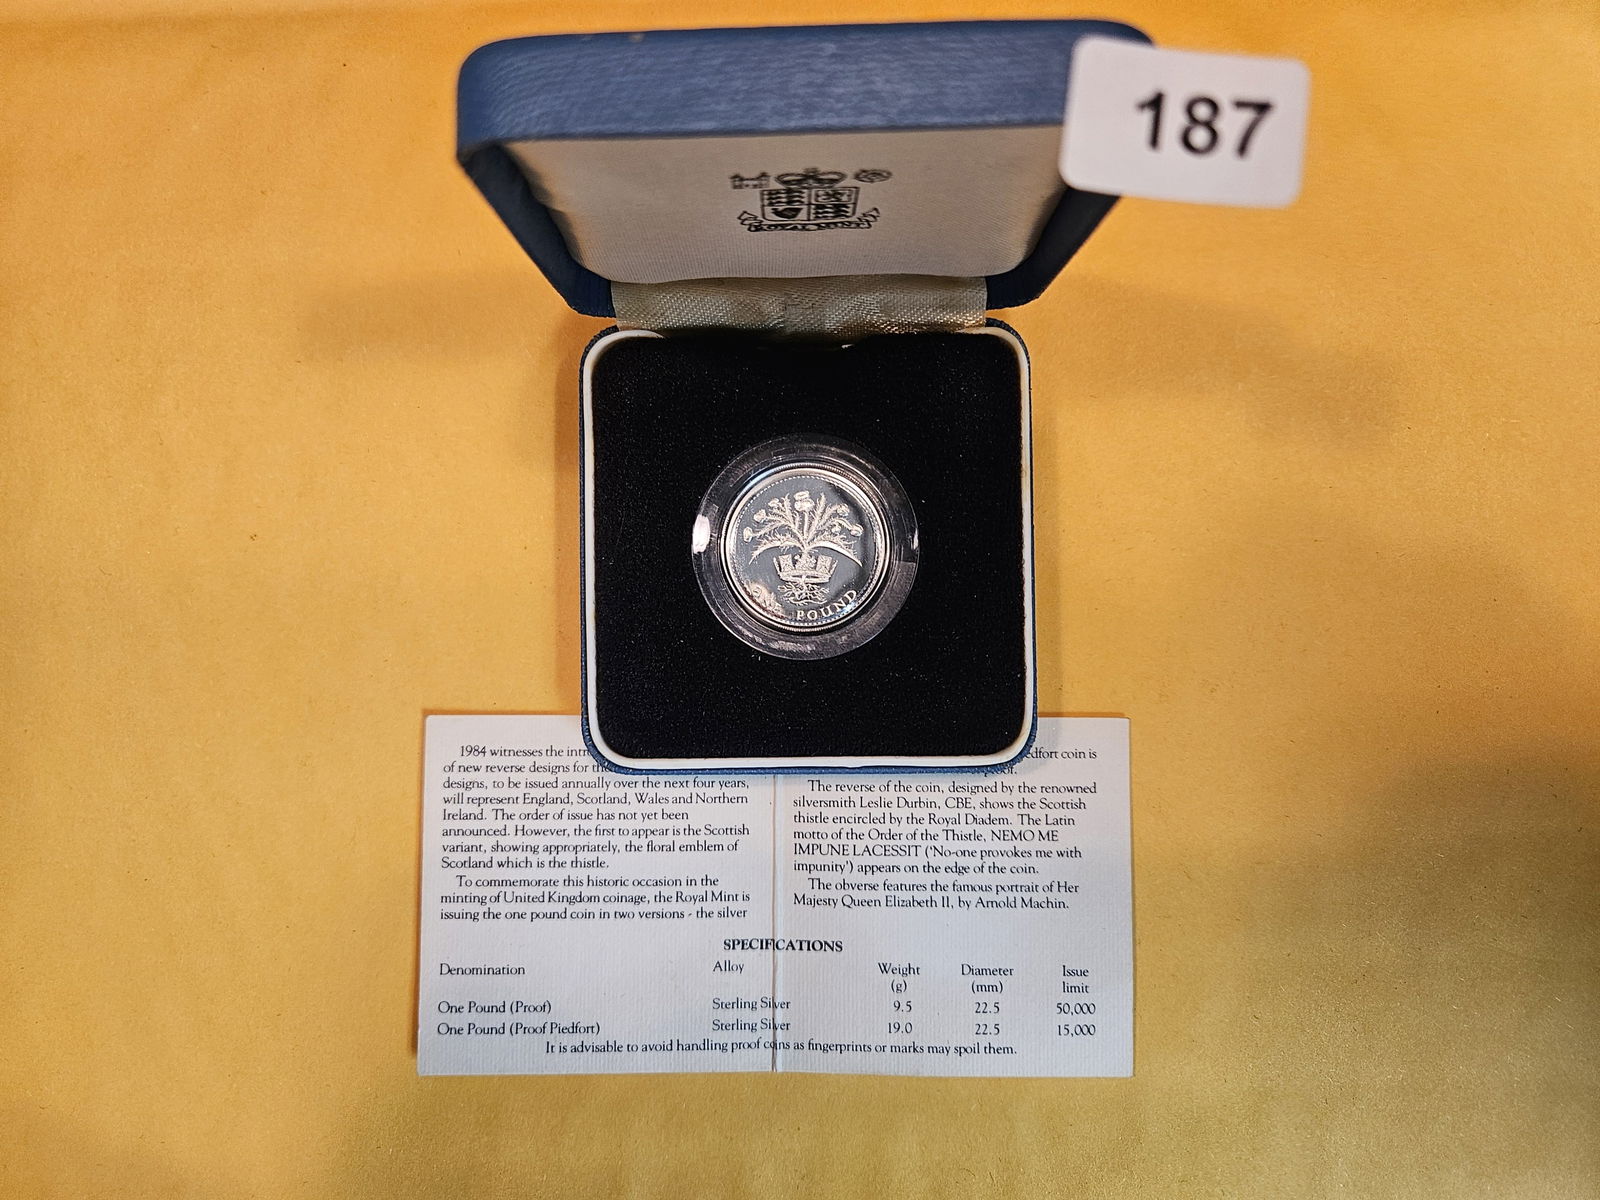 187
ROYAL MINT
POUND
1984 witnesses the
of new reverse designs for
designs, to be issued annually over the next four years,
will represent England, Scotland, Wales and Northern
Ireland. The order of issue has not yet been
announced. However, the first to appear is the Scottish
variant, showing appropriately, the floral emblem of
Scotland which is the thistle.
To commemorate this historic occasion in the
minting of United Kingdom coinage, the Royal Mint is
issuing the one pound coin in two versions - the silver
coin is
The reverse of the coin, designed by the renowned
silversmith Leslie Durbin, CBE, shows the Scottish
thistle encircled by the Royal Diadem. The Latin
motto of the Order of the Thistle, NEMO ME
IMPUNE LACESSIT ('No-one provokes me with
impunity') appears on the edge of the coin.
The obverse features the famous portrait of Her
Majesty Queen Elizabeth II, by Arnold Machin.
SPECIFICATIONS
Denomination Alloy Weight (g) Diameter (mm) Issue limit
One Pound (Proof) Sterling Silver 9.5 22.5 50,000
One Pound (Proof Piedfort) Sterling Silver 19.0 22.5 15,000
It is advisable to avoid handling proof coins as fingerprints or marks may spoil them.